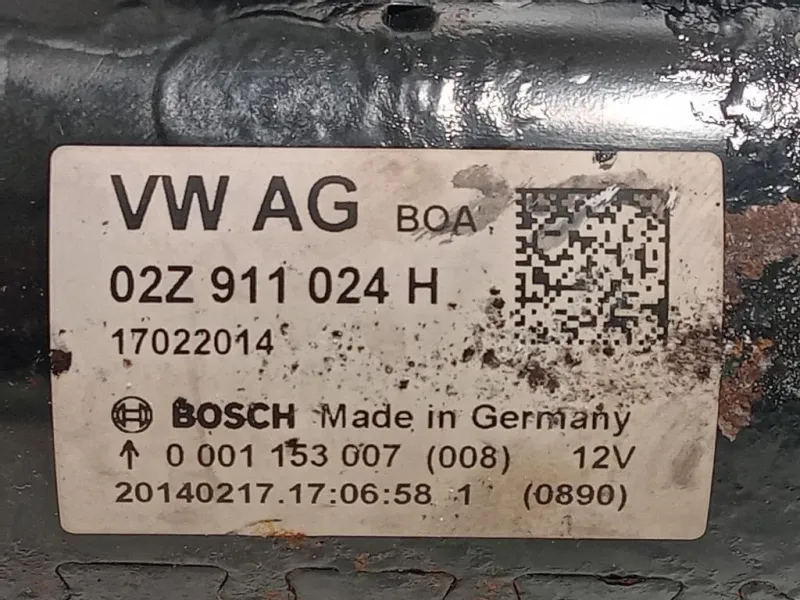 VW AG BOA
02Z 911 024 H
17022014
BOSCH Made in Germany
↑ 0 001 153 007 (008) 12V
20140217.17:06:58 1 (0890)